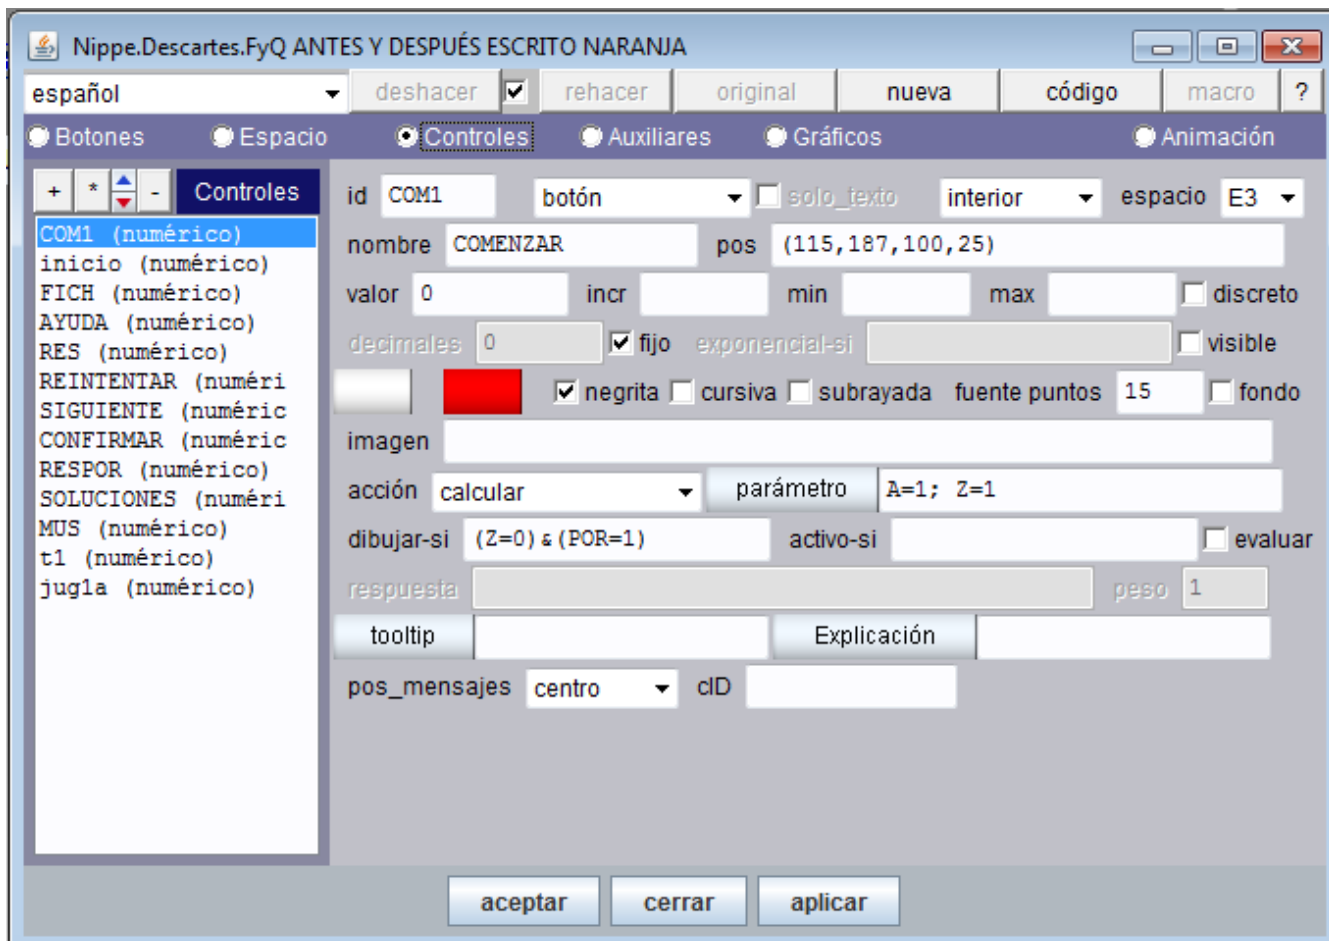 Nippe.Descartes.FyQ ANTES Y DESPUÉS ESCRITO NARANJA
español deshacer rehacer original nueva código macro ?
Botones Espacio Controles Auxiliares Gráficos Animación
+ * - Controles
COM1 (numérico)
inicio (numérico)
FICH (numérico)
AYUDA (numérico)
RES (numérico)
REINTENTAR (numéri
SIGUIENTE (numéric
CONFIRMAR (numéric
RESPOR (numérico)
SOLUCIONES (numéri
MUS (numérico)
t1 (numérico)
jug1a (numérico)
id COM1 botón solo_texto interior espacio E3
nombre COMENZAR pos (115,187,100,25)
valor 0 incr min max discreto
decimales 0 fijo exponencial-si visible
negrita cursiva subrayada fuente puntos 15 fondo
imagen
acción calcular parámetro A=1; Z=1
dibujar-si (Z=0)&(POR=1) activo-si evaluar
respuesta peso 1
tooltip Explicación
pos_mensajes centro cID
aceptar cerrar aplicar